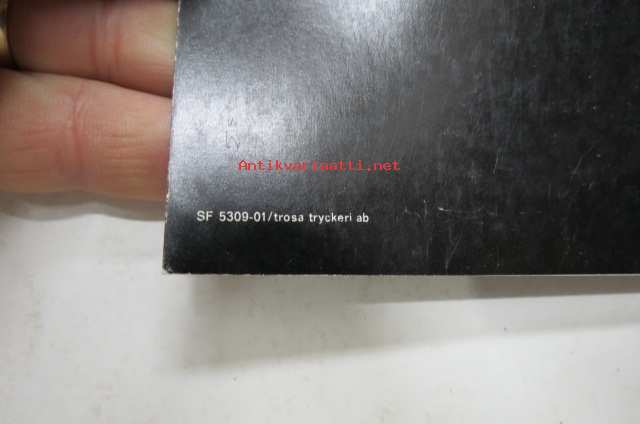 Antikvariaatti.net
SF 5309-01/trosa tryckeri ab